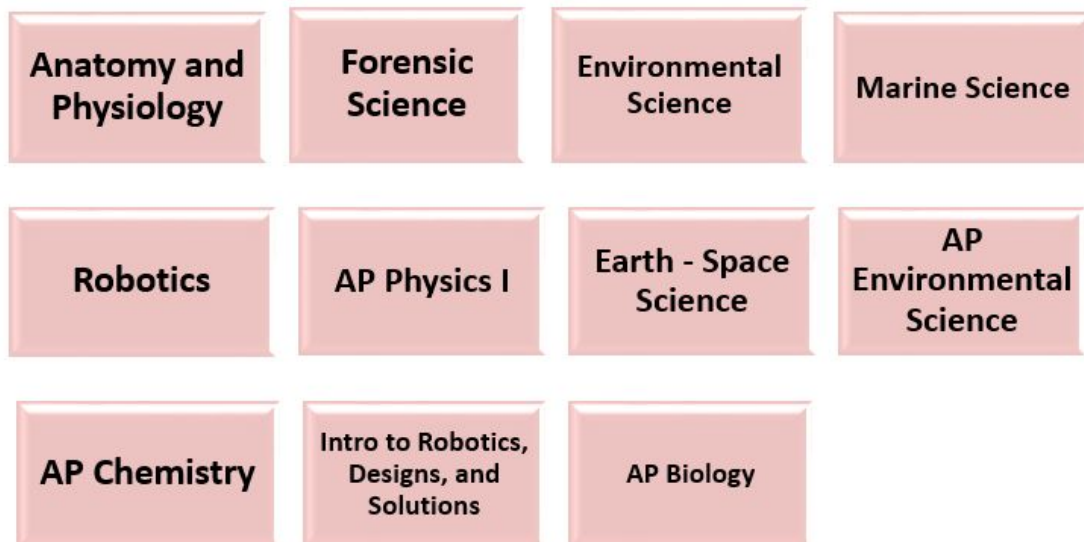 Anatomy and
Physiology
Forensic
Science
Environmental
Science
Marine Science
Robotics
AP Physics I
Earth - Space
Science
AP
Environmental
Science
AP Chemistry
Intro to Robotics,
Designs, and
Solutions
AP Biology